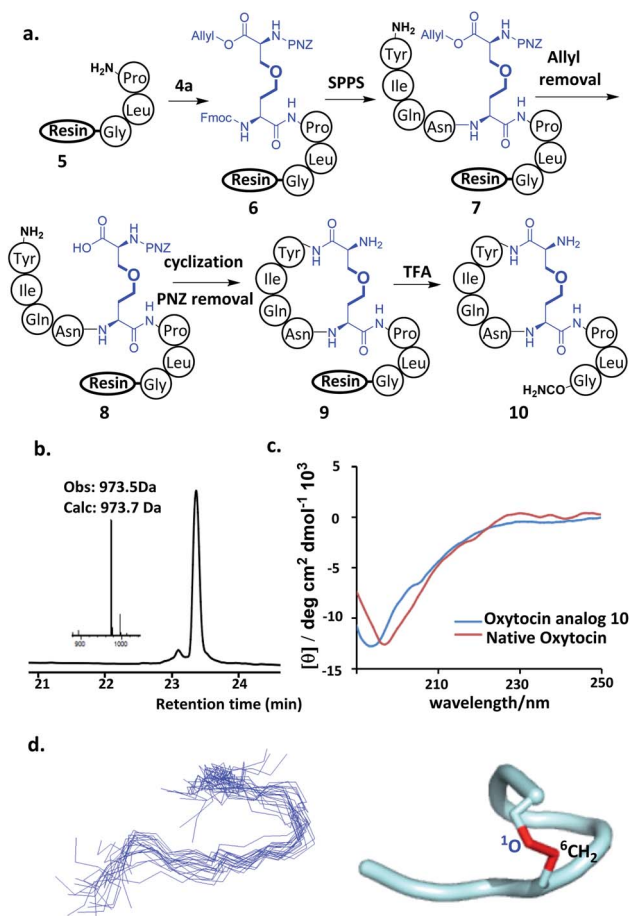 a.
H₂N
Pro
Leu
Gly
Resin
5
4a
Allyl
O
O
N
H
PNZ
O
Fmoc
N
H
O
H
N
Pro
Leu
Gly
Resin
6
SPPS
NH₂
Tyr
Ile
Gln
Asn
Allyl
O
O
N
H
PNZ
O
N
H
O
H
N
Pro
Leu
Gly
Resin
7
Allyl
removal
NH₂
Tyr
Ile
Gln
Asn
O
HO
H
N
PNZ
O
N
H
O
H
N
Pro
Leu
Gly
Resin
8
cyclization
PNZ removal
Tyr
Ile
Gln
Asn
O
N
H
NH₂
O
N
H
O
H
N
Pro
Leu
Gly
Resin
9
TFA
Tyr
Ile
Gln
Asn
O
N
H
NH₂
O
N
H
O
H
N
Pro
Leu
Gly
H₂NCO
10
b.
Obs: 973.5Da
Calc: 973.7 Da
880
1000
21 22 23 24
Retention time (min)
c.
[θ] / deg cm² dmol⁻¹ 10³
5
0
-5
-10
-15
210 230 250
wavelength/nm
Oxytocin analog 10
Native Oxytocin
d.
¹O
⁶CH₂